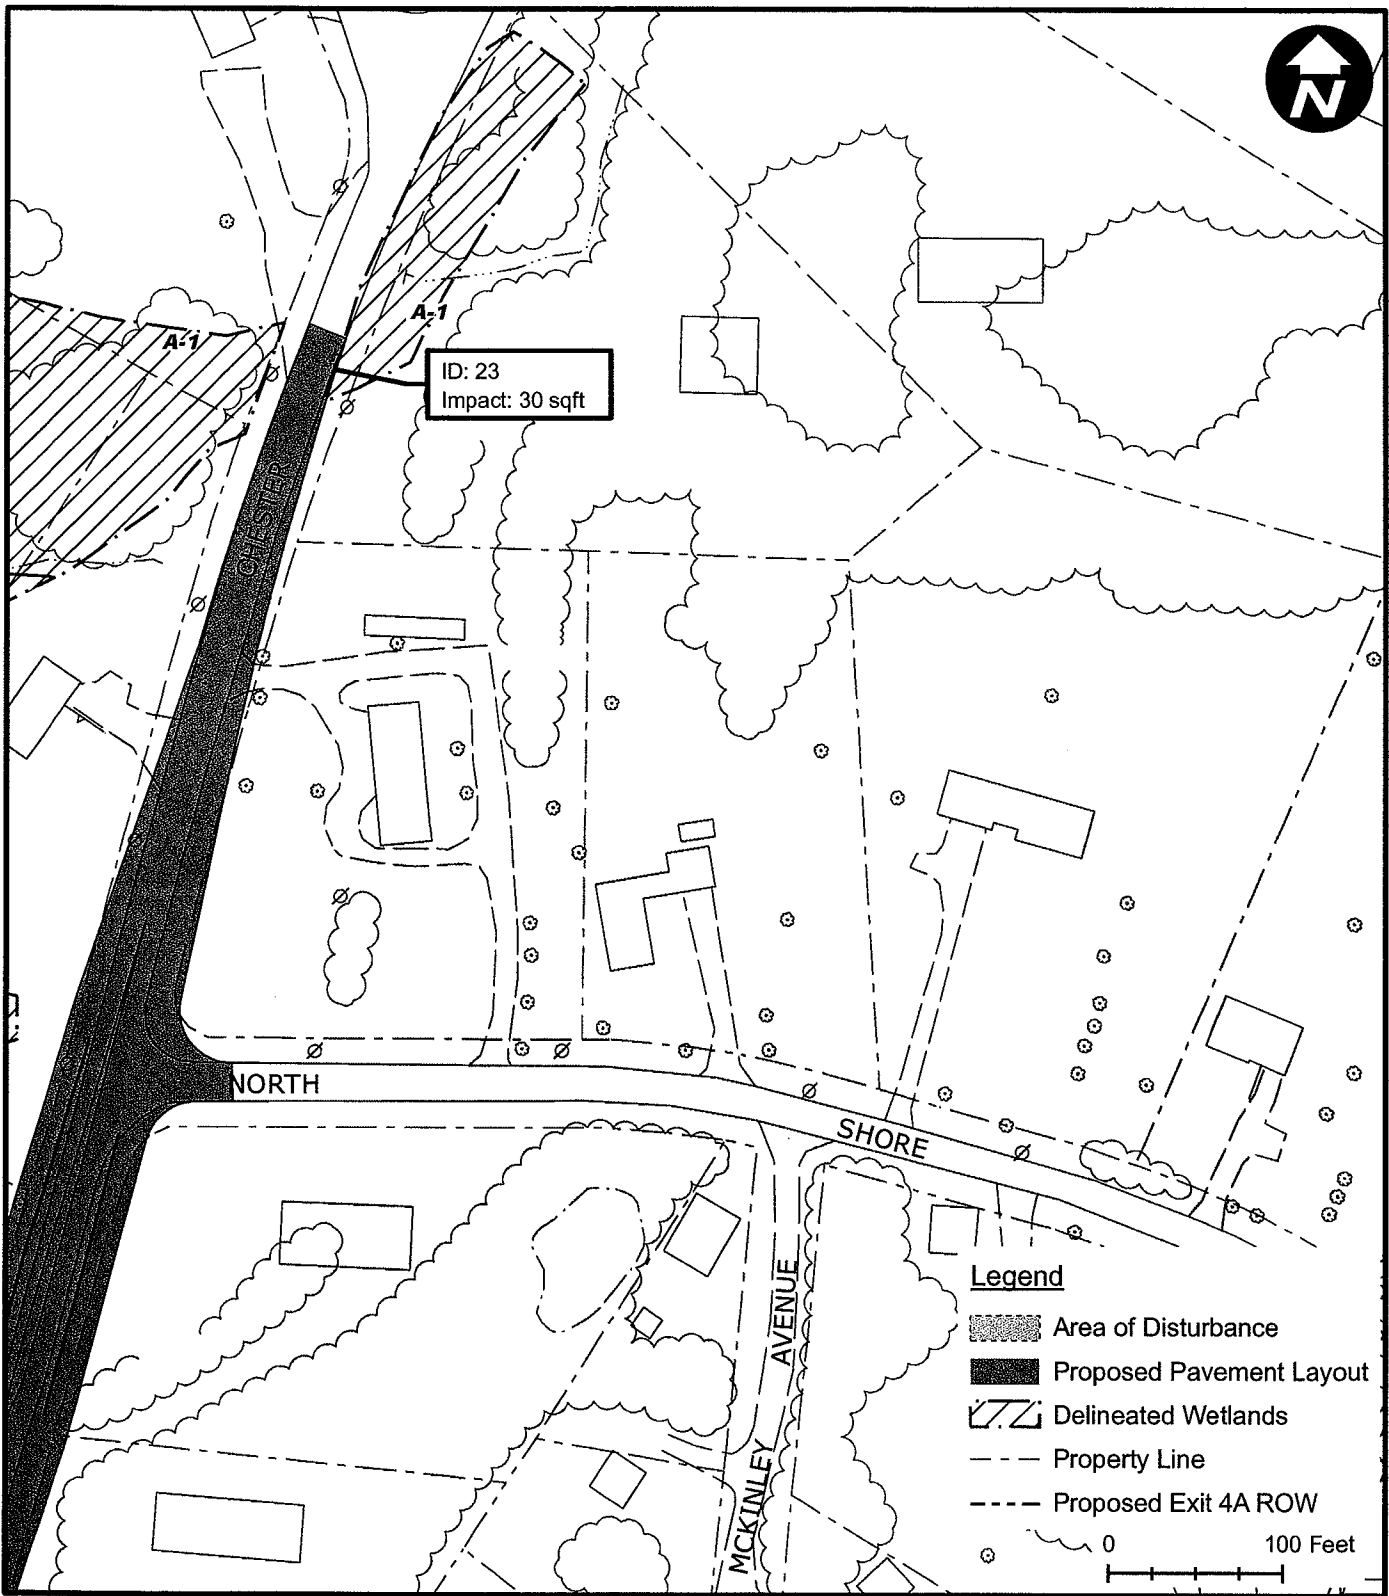 N
A-1
A-1
ID: 23
Impact: 30 sqft
CHESTER
NORTH
SHORE
AVENUE
MCKINLEY
Legend
Area of Disturbance
Proposed Pavement Layout
Delineated Wetlands
Property Line
Proposed Exit 4A ROW
0 100 Feet